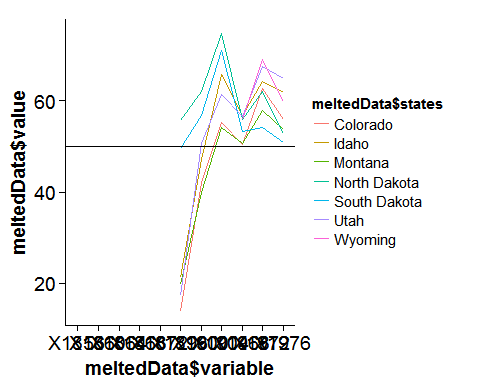 meltedData$value
60
40
20
meltedData$variable
meltedData$states
Colorado
Idaho
Montana
North Dakota
South Dakota
Utah
Wyoming